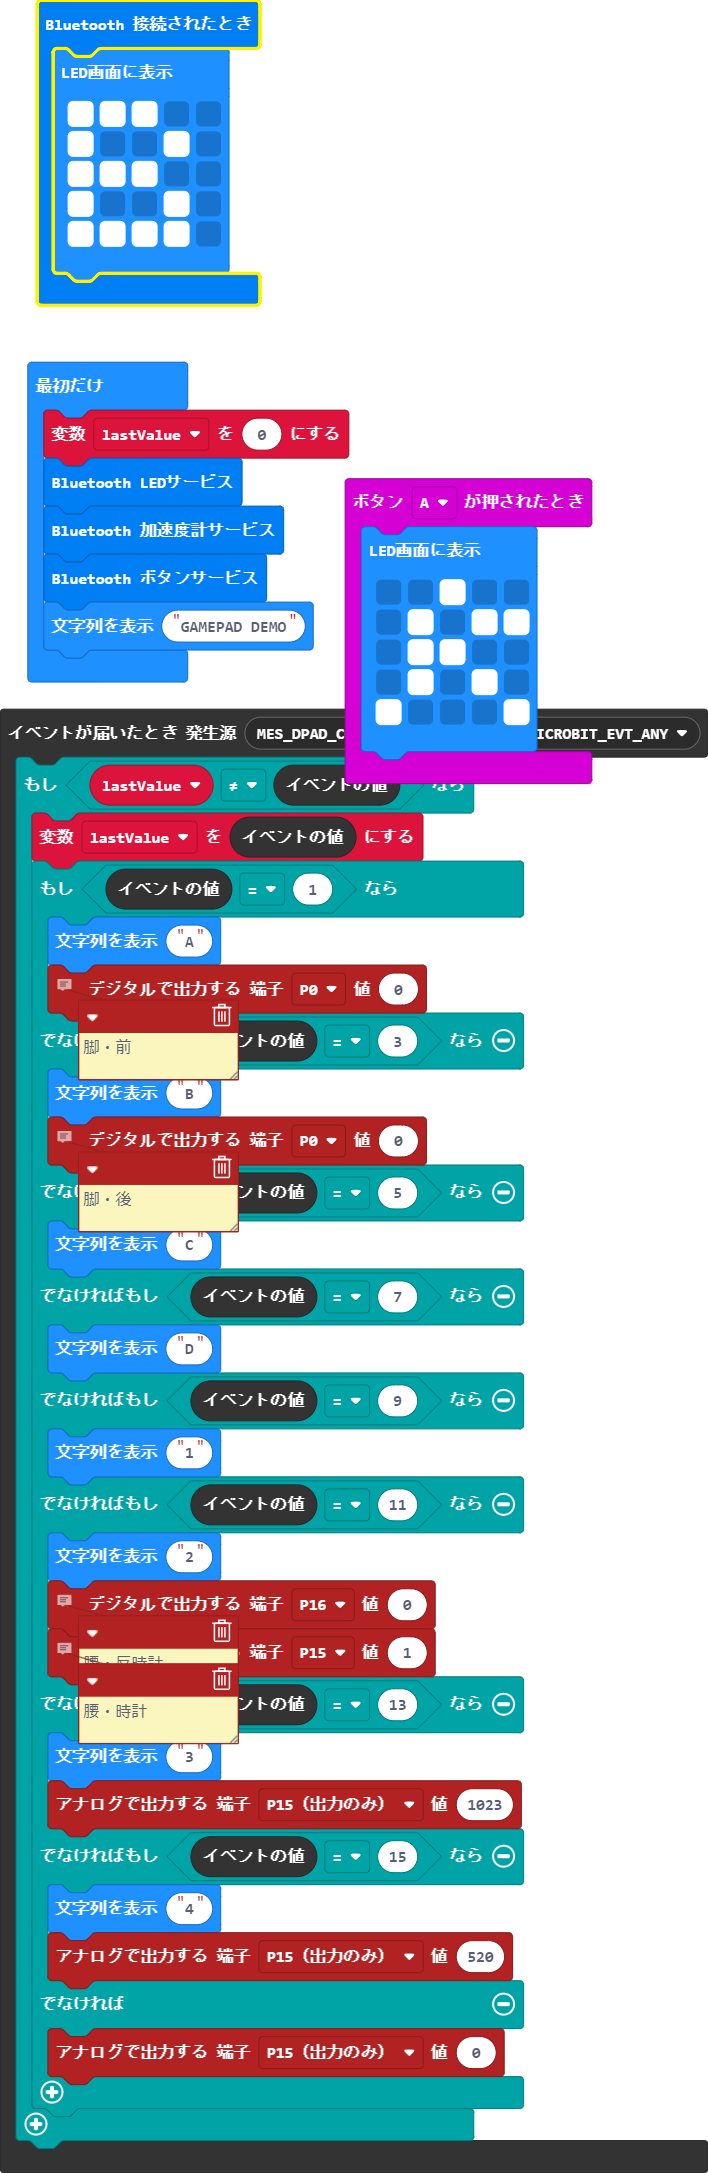 Bluetooth 接続されたとき
LED画面に表示
最初だけ
変数 lastValue を 0 にする
Bluetooth LEDサービス
Bluetooth 加速度計サービス
Bluetooth ボタンサービス
文字列を表示 "GAMEPAD DEMO"
ボタン A が押されたとき
LED画面に表示
イベントが届いたとき 発生源 MES_DPAD_C ICROBIT_EVT_ANY
もし lastValue ≠ イベントの値 なら
変数 lastValue を イベントの値 にする
もし イベントの値 = 1 なら
文字列を表示 "A"
デジタルで出力する 端子 P0 値 0
脚・前
でな ントの値 = 3 なら
文字列を表示 "B"
デジタルで出力する 端子 P0 値 0
脚・後
でな ントの値 = 5 なら
文字列を表示 "C"
でなければもし イベントの値 = 7 なら
文字列を表示 "D"
でなければもし イベントの値 = 9 なら
文字列を表示 "1"
でなければもし イベントの値 = 11 なら
文字列を表示 "2"
デジタルで出力する 端子 P16 値 0
端子 P15 値 1
腰・反時計
腰・時計
でな ントの値 = 13 なら
文字列を表示 "3"
アナログで出力する 端子 P15（出力のみ） 値 1023
でなければもし イベントの値 = 15 なら
文字列を表示 "4"
アナログで出力する 端子 P15（出力のみ） 値 520
でなければ
アナログで出力する 端子 P15（出力のみ） 値 0